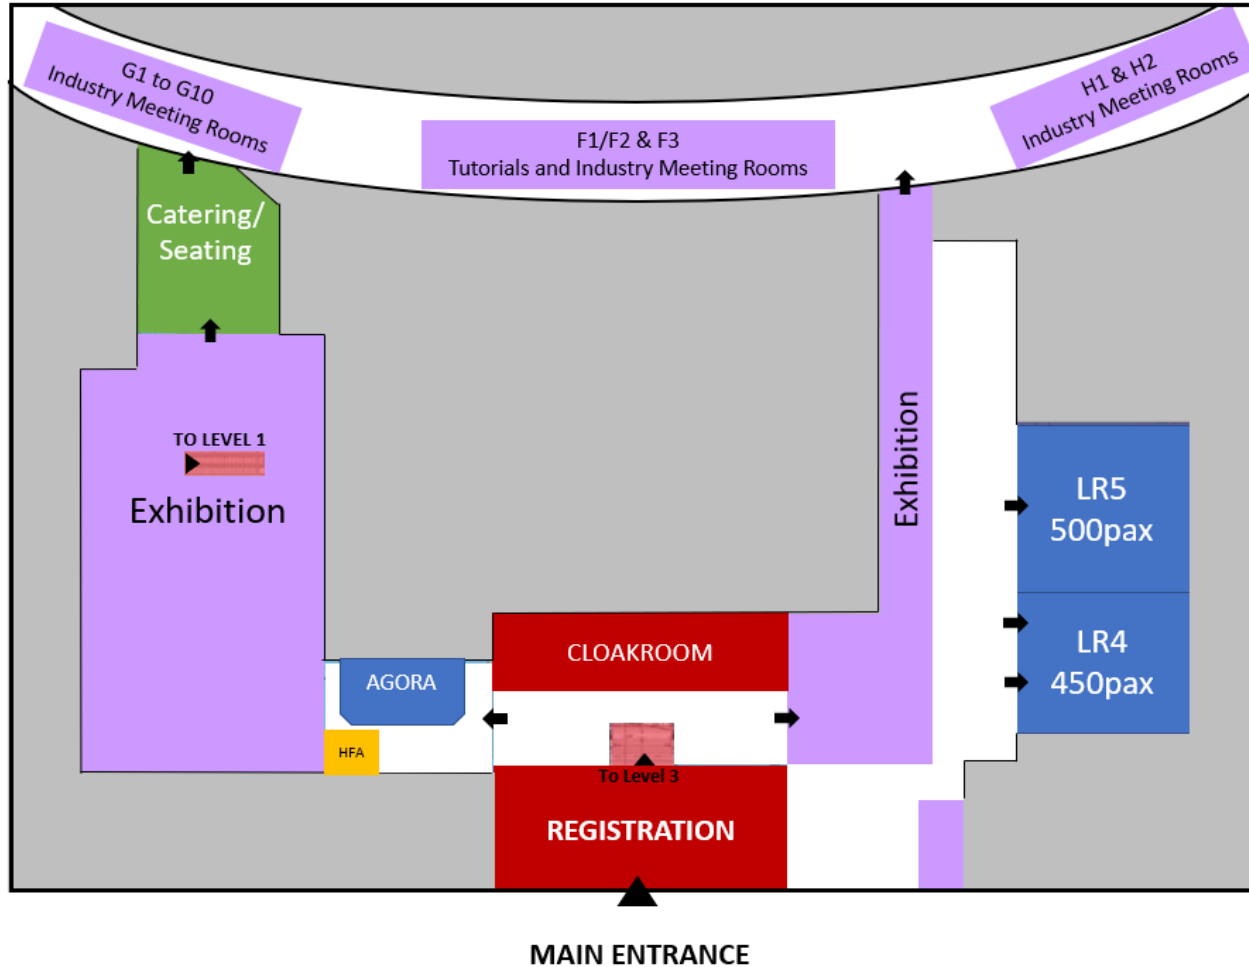 G1 to G10
Industry Meeting Rooms
H1 & H2
Industry Meeting Rooms
F1/F2 & F3
Tutorials and Industry Meeting Rooms
Catering/
Seating
TO LEVEL 1
Exhibition
Exhibition
LR5
500pax
LR4
450pax
CLOAKROOM
AGORA
HFA
To Level 3
REGISTRATION
MAIN ENTRANCE